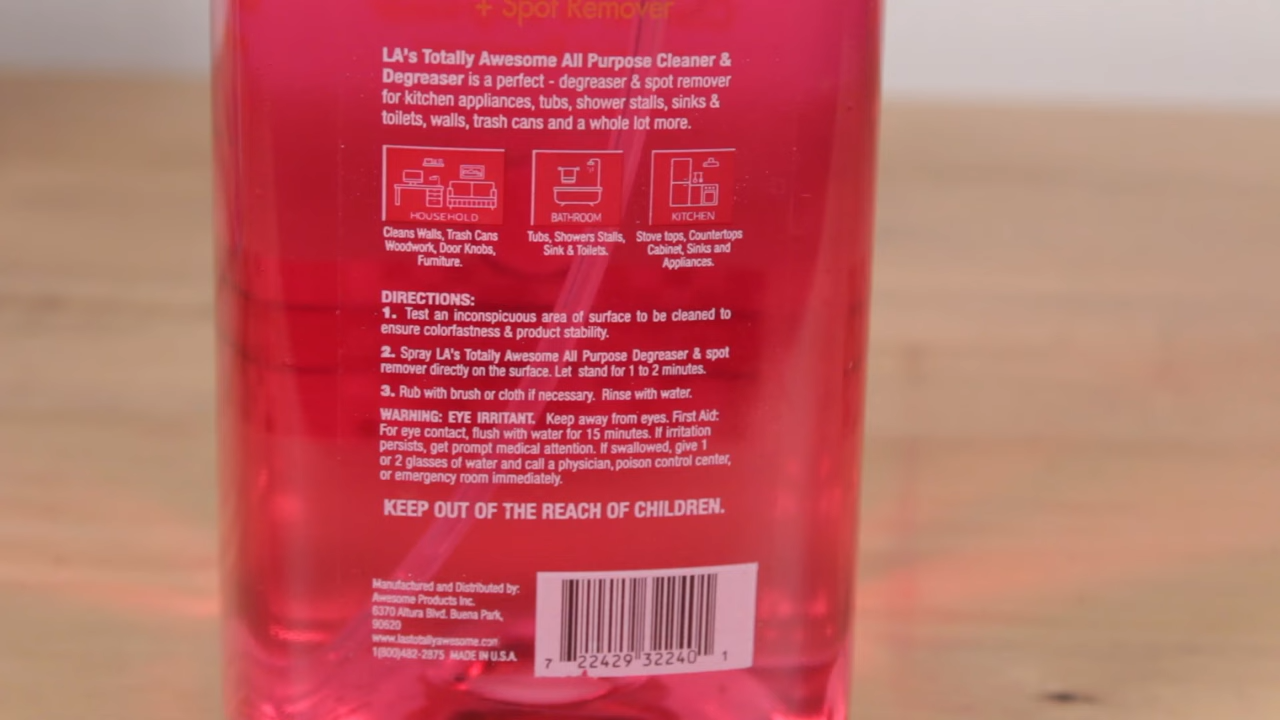 + Spot Remover
LA's Totally Awesome All Purpose Cleaner &
Degreaser is a perfect - degreaser & spot remover
for kitchen appliances, tubs, shower stalls, sinks &
toilets, walls, trash cans and a whole lot more.
HOUSEHOLD
BATHROOM
KITCHEN
Cleans Walls, Trash Cans
Woodwork, Door Knobs,
Furniture.
Tubs, Showers Stalls,
Sink & Toilets.
Stove tops, Countertops
Cabinet, Sinks and
Appliances.
DIRECTIONS:
1. Test an inconspicuous area of surface to be cleaned to
ensure colorfastness & product stability.
2. Spray LA's Totally Awesome All Purpose Degreaser & spot
remover directly on the surface. Let stand for 1 to 2 minutes.
3. Rub with brush or cloth if necessary. Rinse with water.
WARNING: EYE IRRITANT. Keep away from eyes. First Aid:
For eye contact, flush with water for 15 minutes. If irritation
persists, get prompt medical attention. If swallowed, give 1
or 2 glasses of water and call a physician, poison control center,
or emergency room immediately.
KEEP OUT OF THE REACH OF CHILDREN.
Manufactured and Distributed by:
Awesome Products Inc.
6370 Altura Blvd. Buena Park,
90620
www.lastotallyawesome.com
1(800)482-2875 MADE IN U.S.A.
7 22429 32240 1